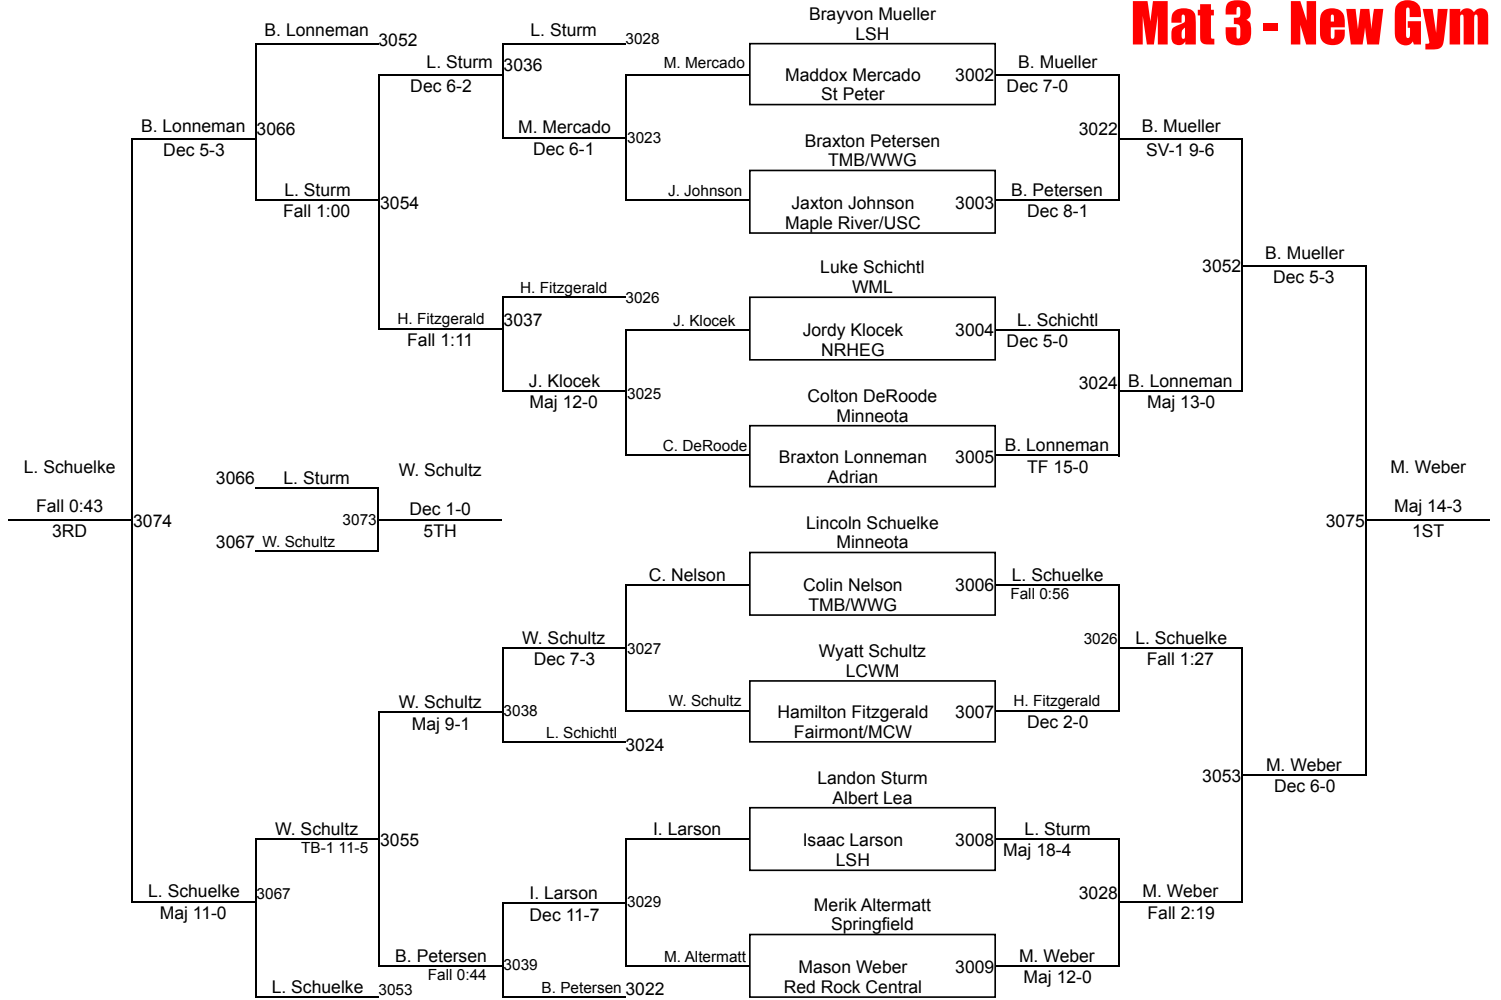 Mat 3 - New Gym
Brayvon Mueller
LSH
B. Lonneman 3052
L. Sturm 3028
L. Sturm 3036
Dec 6-2
M. Mercado
Maddox Mercado 3002
St Peter
B. Mueller
Dec 7-0
B. Lonneman 3066
Dec 5-3
M. Mercado 3023
Dec 6-1
Braxton Petersen
TMB/WWG
3022 B. Mueller
SV-1 9-6
L. Sturm 3054
Fall 1:00
J. Johnson
Jaxton Johnson 3003
Maple River/USC
B. Petersen
Dec 8-1
Luke Schichtl
WML
3052 B. Mueller
Dec 5-3
H. Fitzgerald 3026
H. Fitzgerald 3037
Fall 1:11
J. Klocek
Jordy Klocek 3004
NRHEG
L. Schichtl
Dec 5-0
J. Klocek 3025
Maj 12-0
Colton DeRoode
Minneota
3024 B. Lonneman
Maj 13-0
C. DeRoode
Braxton Lonneman 3005
Adrian
B. Lonneman
TF 15-0
L. Schuelke
Fall 0:43
3RD
3074
3066 L. Sturm
3067 W. Schultz
3073
W. Schultz
Dec 1-0
5TH
M. Weber
3075 Maj 14-3
1ST
Lincoln Schuelke
Minneota
C. Nelson
Colin Nelson 3006
TMB/WWG
L. Schuelke
Fall 0:56
W. Schultz 3027
Dec 7-3
Wyatt Schultz
LCWM
3026 L. Schuelke
Fall 1:27
W. Schultz 3038
Maj 9-1
W. Schultz
Hamilton Fitzgerald 3007
Fairmont/MCW
H. Fitzgerald
Dec 2-0
L. Schichtl 3024
Landon Sturm
Albert Lea
3053 M. Weber
Dec 6-0
W. Schultz 3055
TB-1 11-5
I. Larson
Isaac Larson 3008
LSH
L. Sturm
Maj 18-4
L. Schuelke 3067
Maj 11-0
I. Larson 3029
Dec 11-7
Merik Altermatt
Springfield
3028 M. Weber
Fall 2:19
B. Petersen 3039
Fall 0:44
M. Altermatt
Mason Weber 3009
Red Rock Central
M. Weber
Maj 12-0
L. Schuelke 3053
B. Petersen 3022